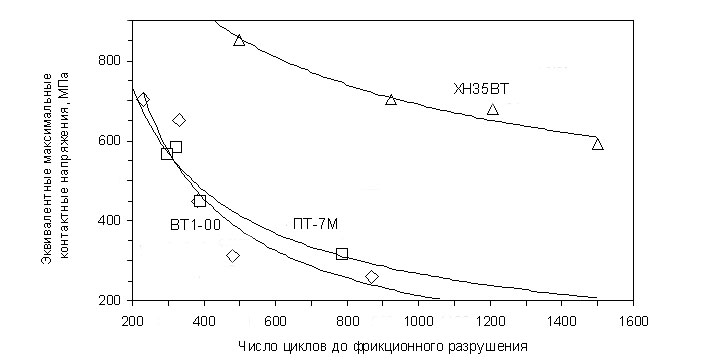 Эквивалентные максимальные
контактные напряжения, МПа
800
600
400
200
ХН35ВТ
ВТ1-00
ПТ-7М
200 400 600 800 1000 1200 1400 1600
Число циклов до фрикционного разрушения